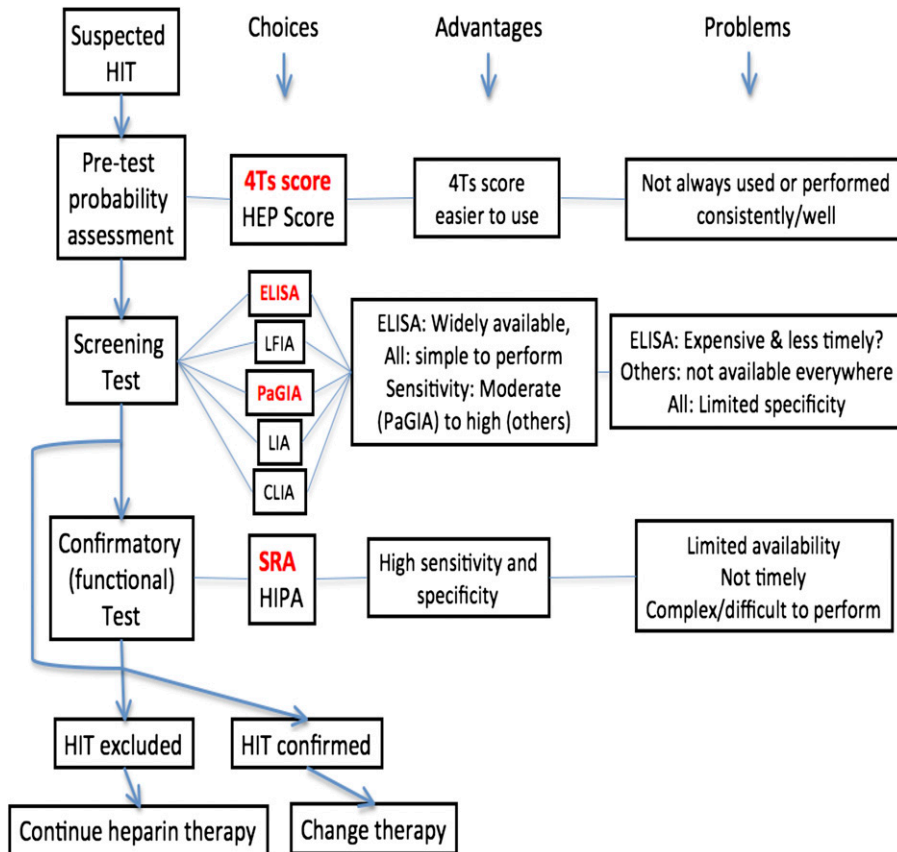 Suspected
HIT
Choices
Advantages
Problems
Pre-test
probability
assessment
4Ts score
HEP Score
4Ts score
easier to use
Not always used or performed
consistently/well
Screening
Test
ELISA
LFIA
PaGIA
LIA
CLIA
ELISA: Widely available,
All: simple to perform
Sensitivity: Moderate
(PaGIA) to high (others)
ELISA: Expensive & less timely?
Others: not available everywhere
All: Limited specificity
Confirmatory
(functional)
Test
SRA
HIPA
High sensitivity and
specificity
Limited availability
Not timely
Complex/difficult to perform
HIT excluded
HIT confirmed
Continue heparin therapy
Change therapy